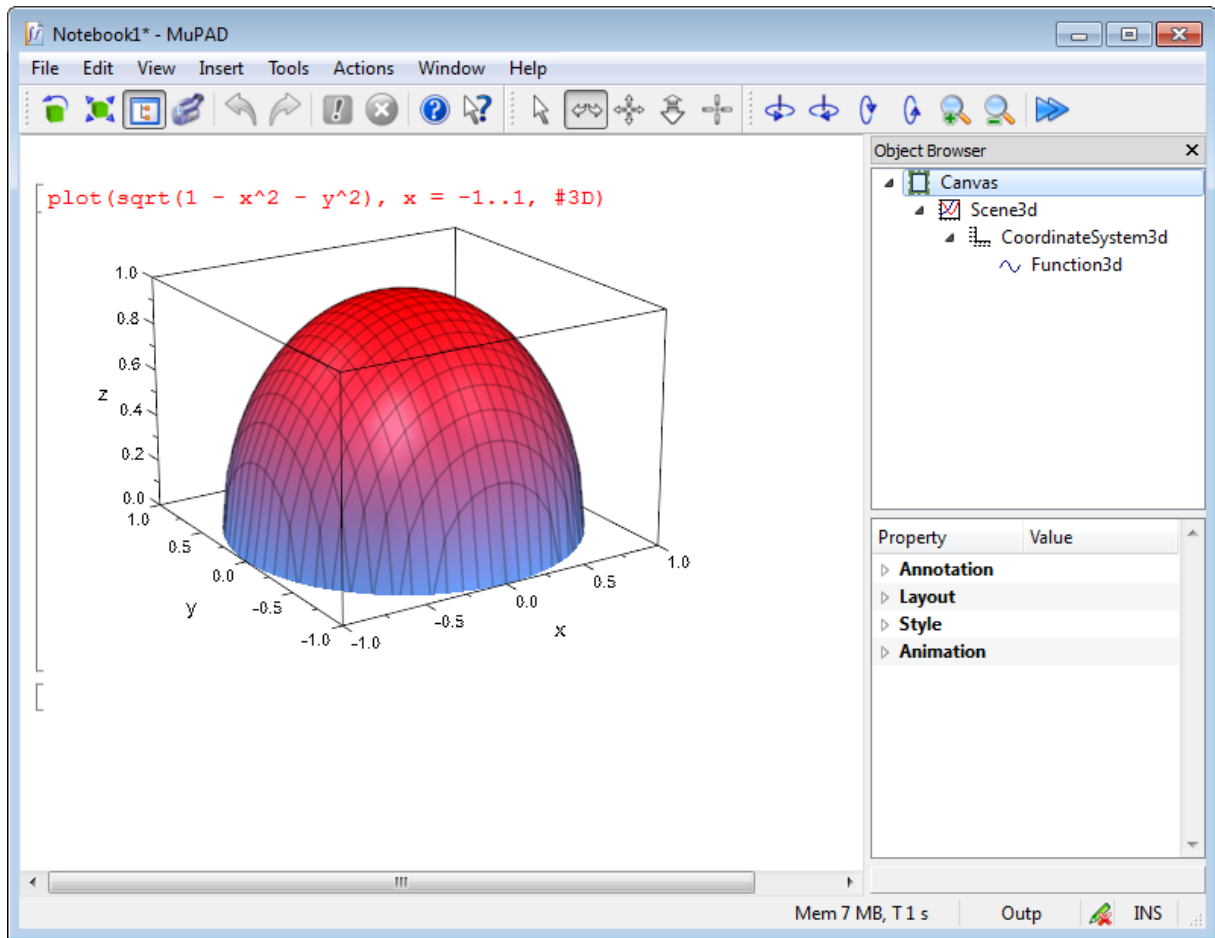 Notebook1* - MuPAD
File Edit View Insert Tools Actions Window Help
plot(sqrt(1 - x^2 - y^2), x = -1..1, #3D)
1.0
0.8
0.6
z
0.4
0.2
0.0
1.0
0.5
0.0
y
-0.5
-1.0
-1.0
-0.5
0.0
x
0.5
1.0
Object Browser
Canvas
Scene3d
CoordinateSystem3d
Function3d
Property Value
Annotation
Layout
Style
Animation
Mem 7 MB, T 1 s Outp INS